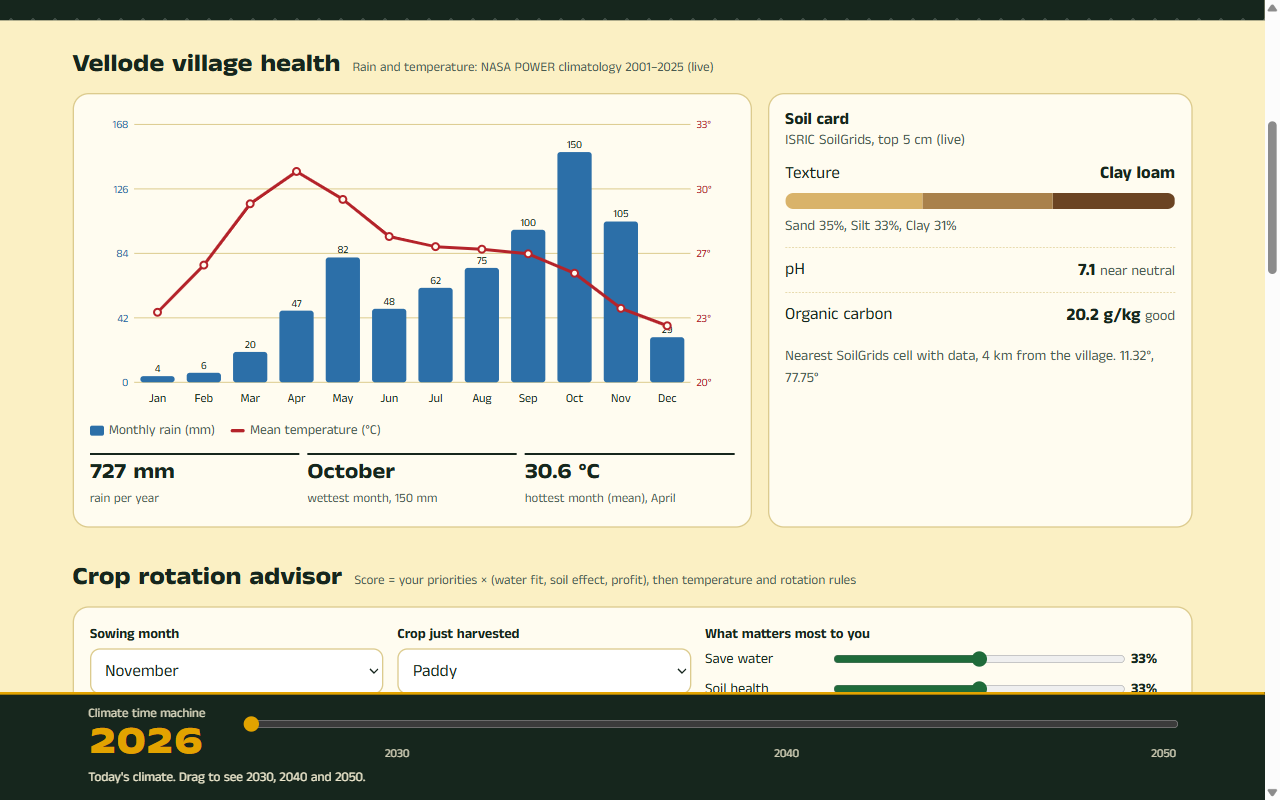 Vellode village health Rain and temperature: NASA POWER climatology 2001–2025 (live)
168 33°
126 30°
84 27°
42 23°
0 20°
4 6 20 47 82 48 62 75 100 150 105 29
Jan Feb Mar Apr May Jun Jul Aug Sep Oct Nov Dec
Monthly rain (mm) Mean temperature (°C)
727 mm October 30.6 °C
rain per year wettest month, 150 mm hottest month (mean), April
Soil card
ISRIC SoilGrids, top 5 cm (live)
Texture Clay loam
Sand 35%, Silt 33%, Clay 31%
pH 7.1 near neutral
Organic carbon 20.2 g/kg good
Nearest SoilGrids cell with data, 4 km from the village. 11.32°,
77.75°
Crop rotation advisor Score = your priorities × (water fit, soil effect, profit), then temperature and rotation rules
Sowing month Crop just harvested What matters most to you
November Paddy Save water 33%
Soil health 33%
Climate time machine
2026
2030 2040 2050
Today's climate. Drag to see 2030, 2040 and 2050.